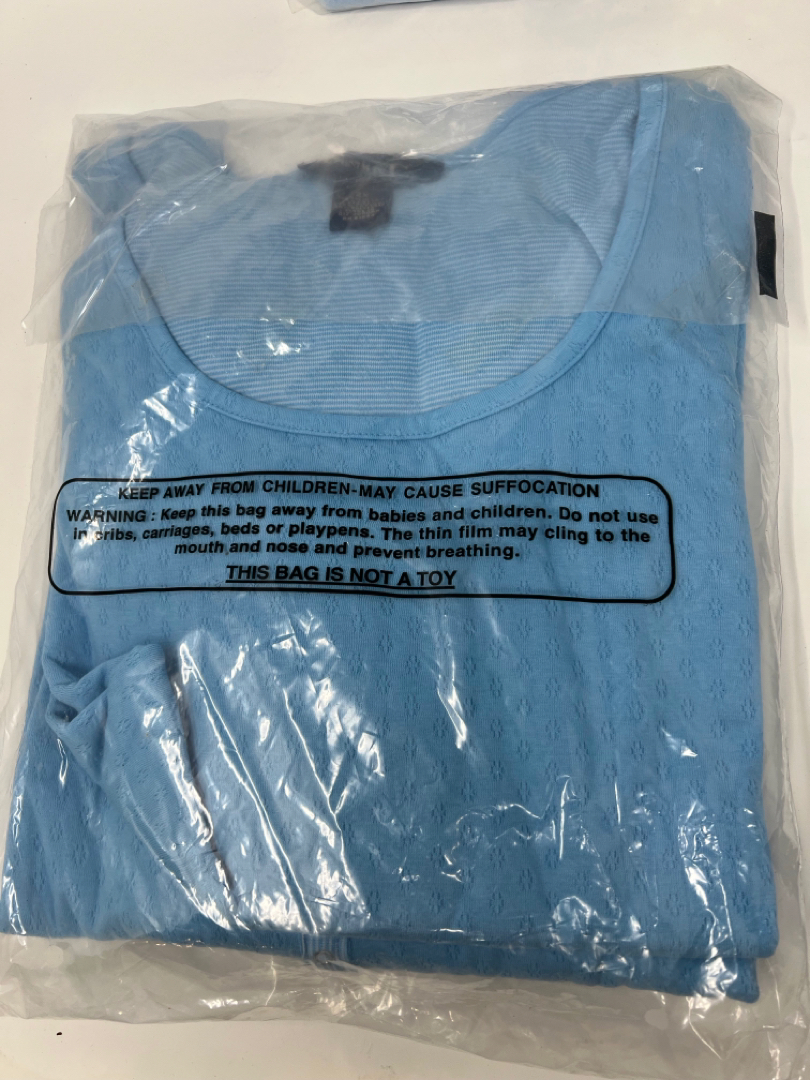 KEEP AWAY FROM CHILDREN-MAY CAUSE SUFFOCATION
WARNING : Keep this bag away from babies and children. Do not use
in cribs, carriages, beds or playpens. The thin film may cling to the
mouth and nose and prevent breathing.
THIS BAG IS NOT A TOY